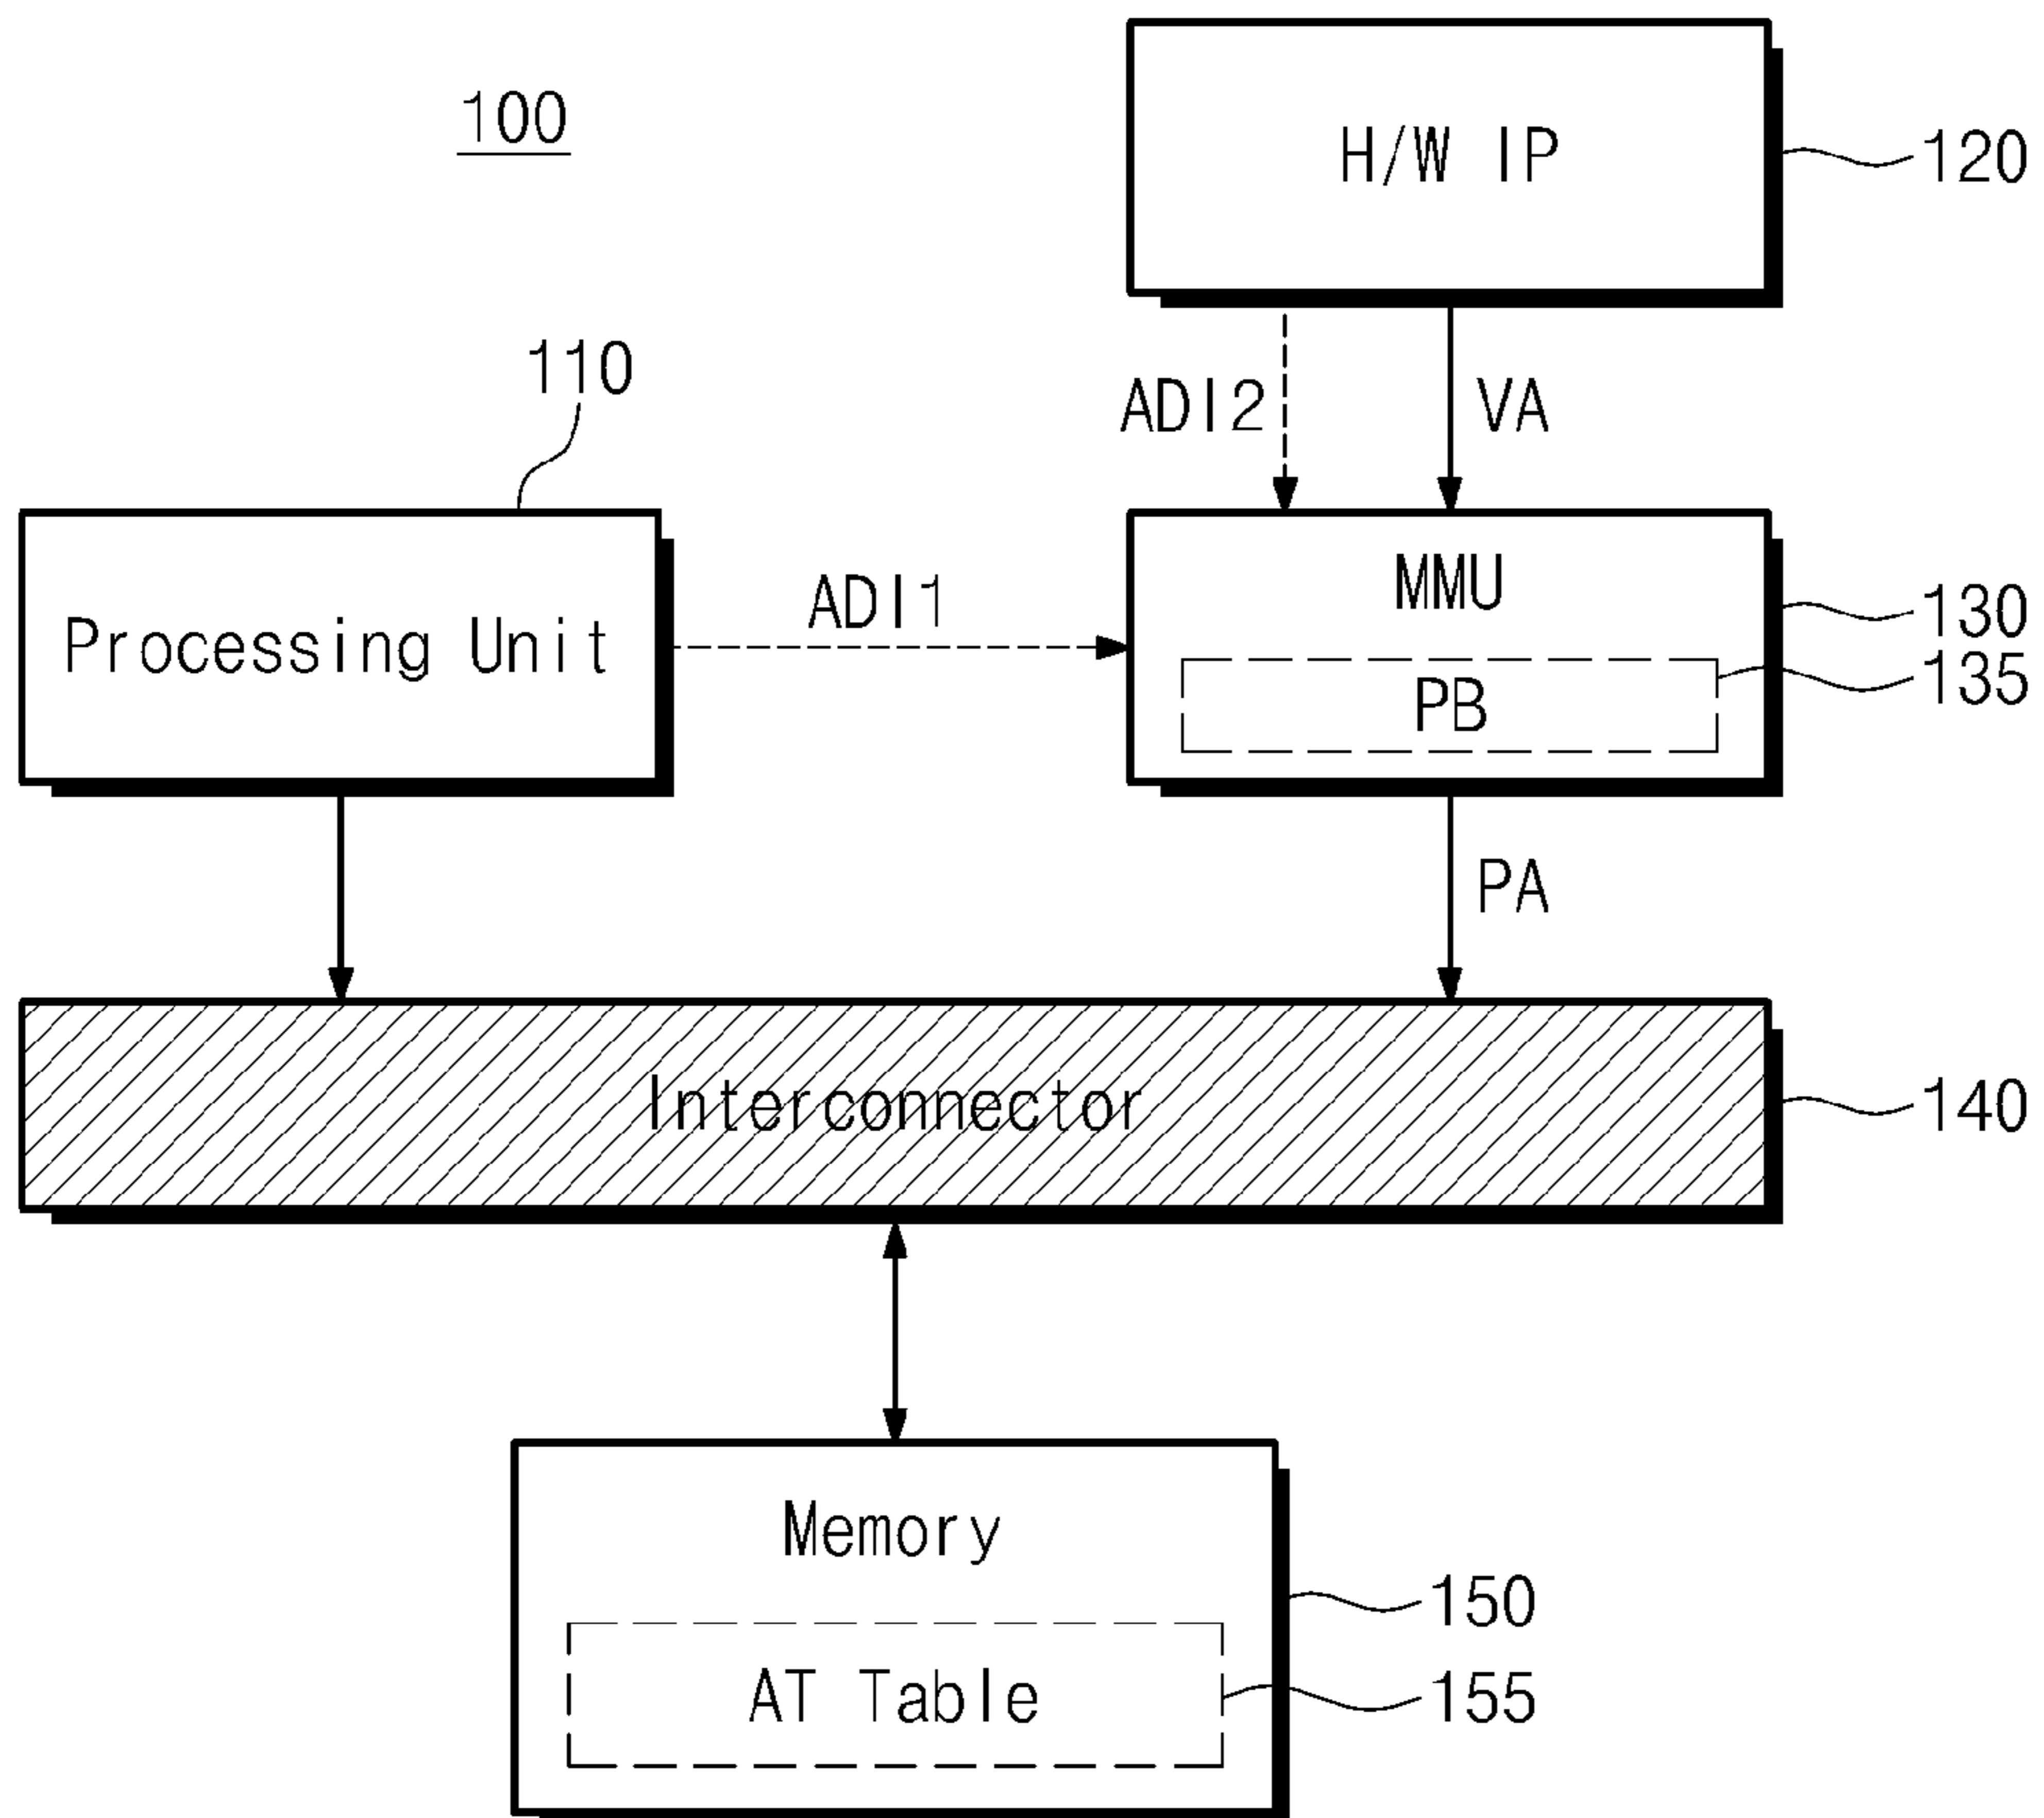 100
H/W IP
120
110
ADI2
VA
Processing Unit
ADI1
MMU
130
PB
135
PA
Interconnector
140
Memory
150
AT Table
155